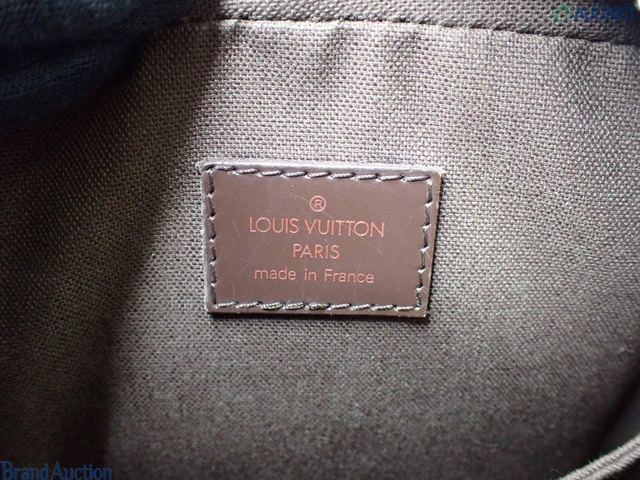 ®
LOUIS VUITTON
PARIS
made in France
Brand Auction